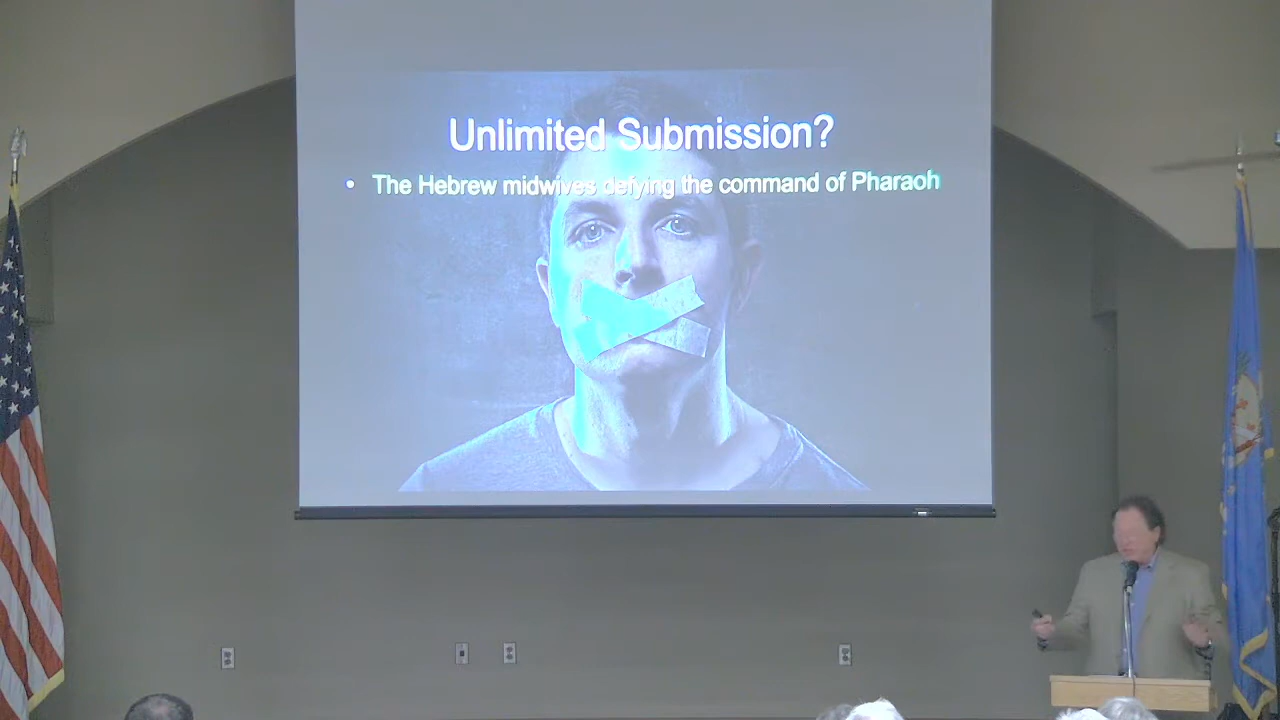 Unlimited Submission?
• The Hebrew midwives defying the command of Pharaoh